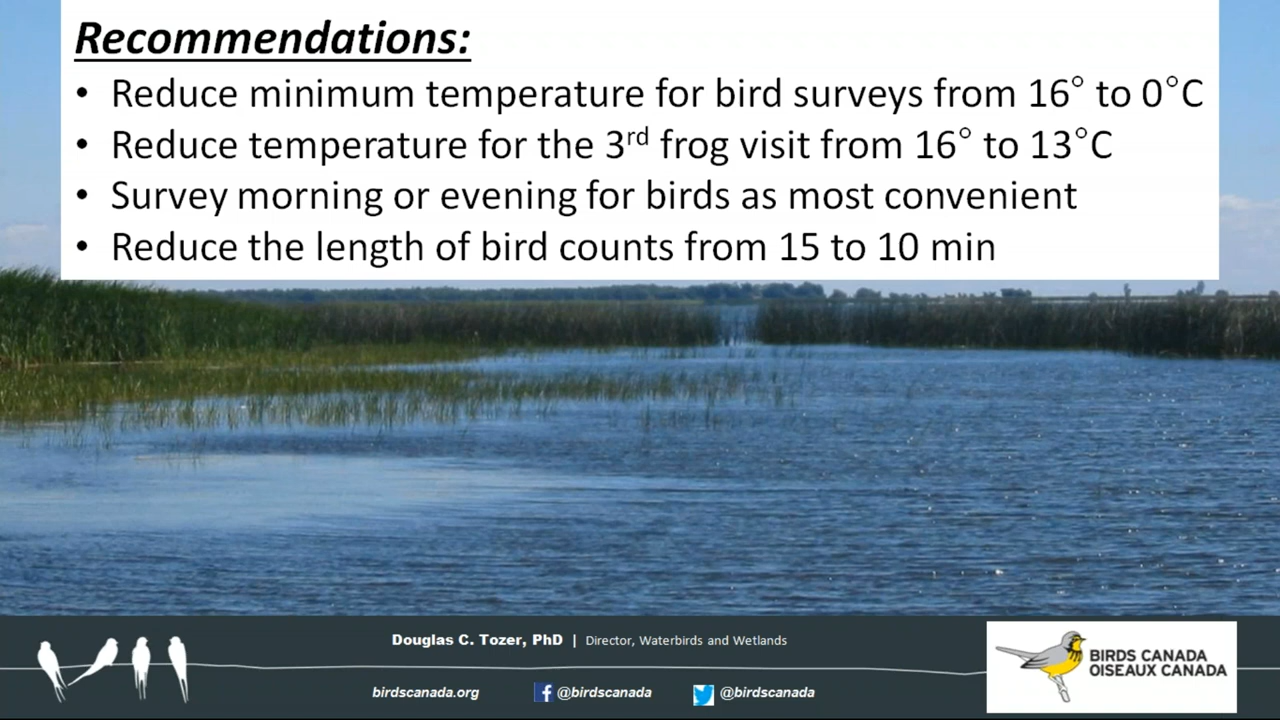 Recommendations:
• Reduce minimum temperature for bird surveys from 16° to 0°C
• Reduce temperature for the 3rd frog visit from 16° to 13°C
• Survey morning or evening for birds as most convenient
• Reduce the length of bird counts from 15 to 10 min
Douglas C. Tozer, PhD | Director, Waterbirds and Wetlands
birdscanada.org @birdscanada @birdscanada
BIRDS CANADA
OISEAUX CANADA